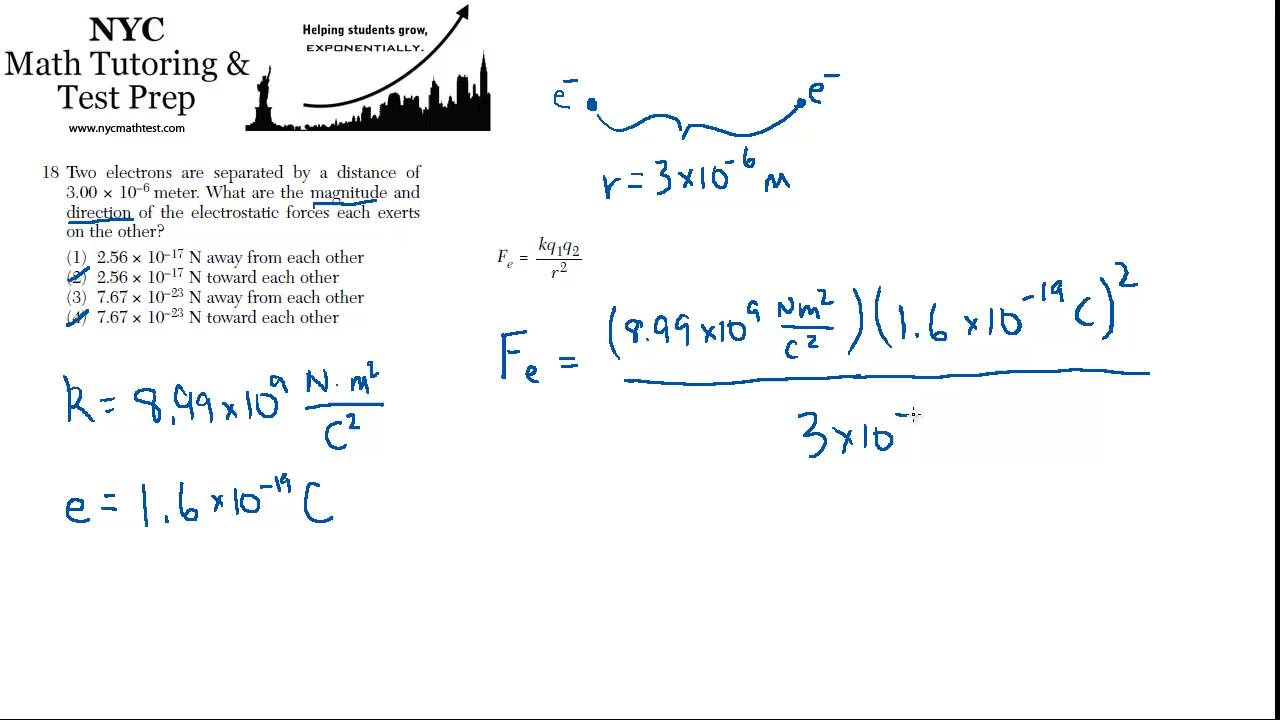 NYC
Math Tutoring &
Test Prep
www.nycmathtest.com
Helping students grow,
EXPONENTIALLY.
18 Two electrons are separated by a distance of
3.00 × 10⁻⁶ meter. What are the magnitude and
direction of the electrostatic forces each exerts
on the other?
(1) 2.56 × 10⁻¹⁷ N away from each other
(2) 2.56 × 10⁻¹⁷ N toward each other
(3) 7.67 × 10⁻²³ N away from each other
(4) 7.67 × 10⁻²³ N toward each other
k = 8.99 × 10⁹ N · m² / C²
e = 1.6 × 10⁻¹⁹ C
e⁻ e⁻
r = 3 × 10⁻⁶ m
Fₑ = kq₁q₂ / r²
Fₑ = (8.99 × 10⁹ Nm² / C²)(1.6 × 10⁻¹⁹ C)²
3 × 10⁻